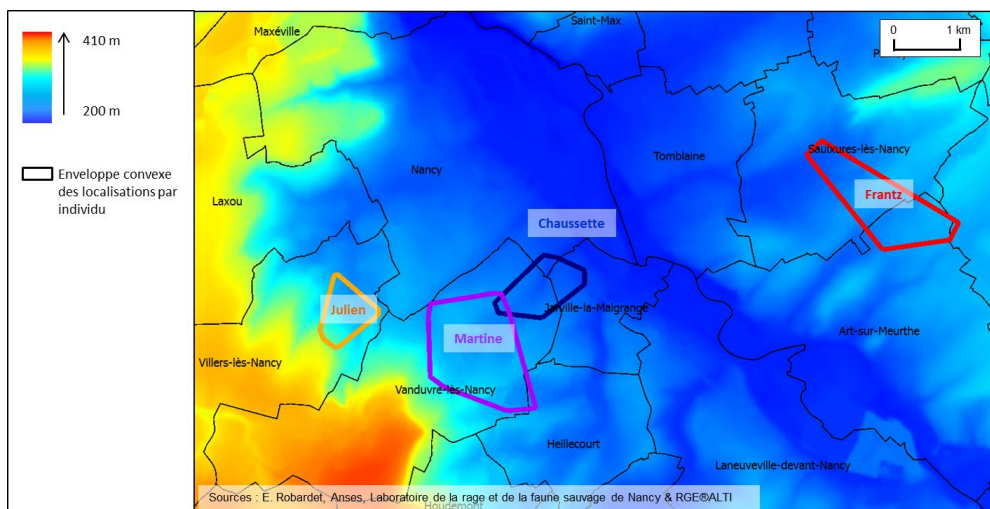 410 m
200 m
Enveloppe convexe
des localisations par
individu
Saint-Max
Maxéville
0 1 km
Tomblaine
Saulxures-lès-Nancy
Nancy
Laxou
Frantz
Chaussette
Julien
Jarville-la-Malgrange
Martine
Art-sur-Meurthe
Villers-lès-Nancy
Vanduvre-lès-Nancy
Heillecourt
Laneuveville-devant-Nancy
Sources : E. Robardet, Anses, Laboratoire de la rage et de la faune sauvage de Nancy & RGE®ALTI
Houdemont